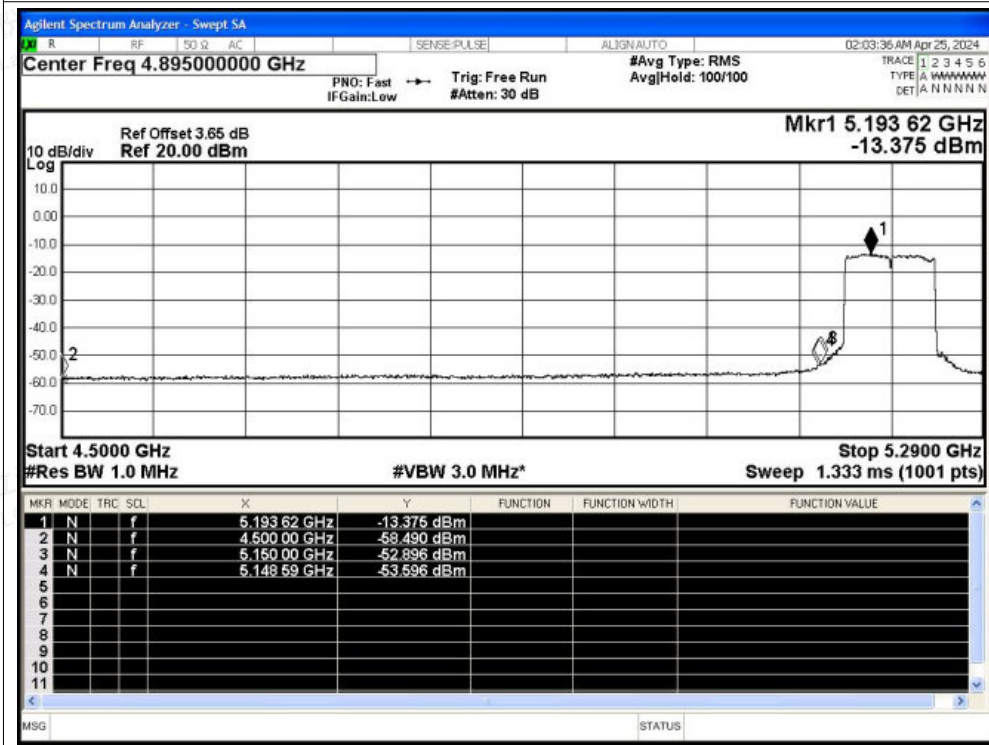 Agilent Spectrum Analyzer - Swept SA
LXI R RF 50 Ω AC SENSE:PULSE ALIGN AUTO 02:03:36 AM Apr 25, 2024
Center Freq 4.895000000 GHz #Avg Type: RMS TRACE 1 2 3 4 5 6
PNO: Fast Trig: Free Run Avg|Hold: 100/100 TYPE A WWWWW
IFGain:Low #Atten: 30 dB DET A N N N N N
Mkr1 5.193 62 GHz
Ref Offset 3.65 dB
10 dB/div Ref 20.00 dBm -13.375 dBm
Log
10.0
0.00
1
-10.0
-20.0
-30.0
-40.0
-50.0 2
-60.0
-70.0
Start 4.5000 GHz Stop 5.2900 GHz
#Res BW 1.0 MHz #VBW 3.0 MHz* Sweep 1.333 ms (1001 pts)
MKR MODE TRC SCL X Y FUNCTION FUNCTION WIDTH FUNCTION VALUE
1 N f 5.193 62 GHz -13.375 dBm
2 N f 4.500 00 GHz -58.490 dBm
3 N f 5.150 00 GHz -52.896 dBm
4 N f 5.148 59 GHz -53.596 dBm
5
6
7
8
9
10
11
MSG STATUS